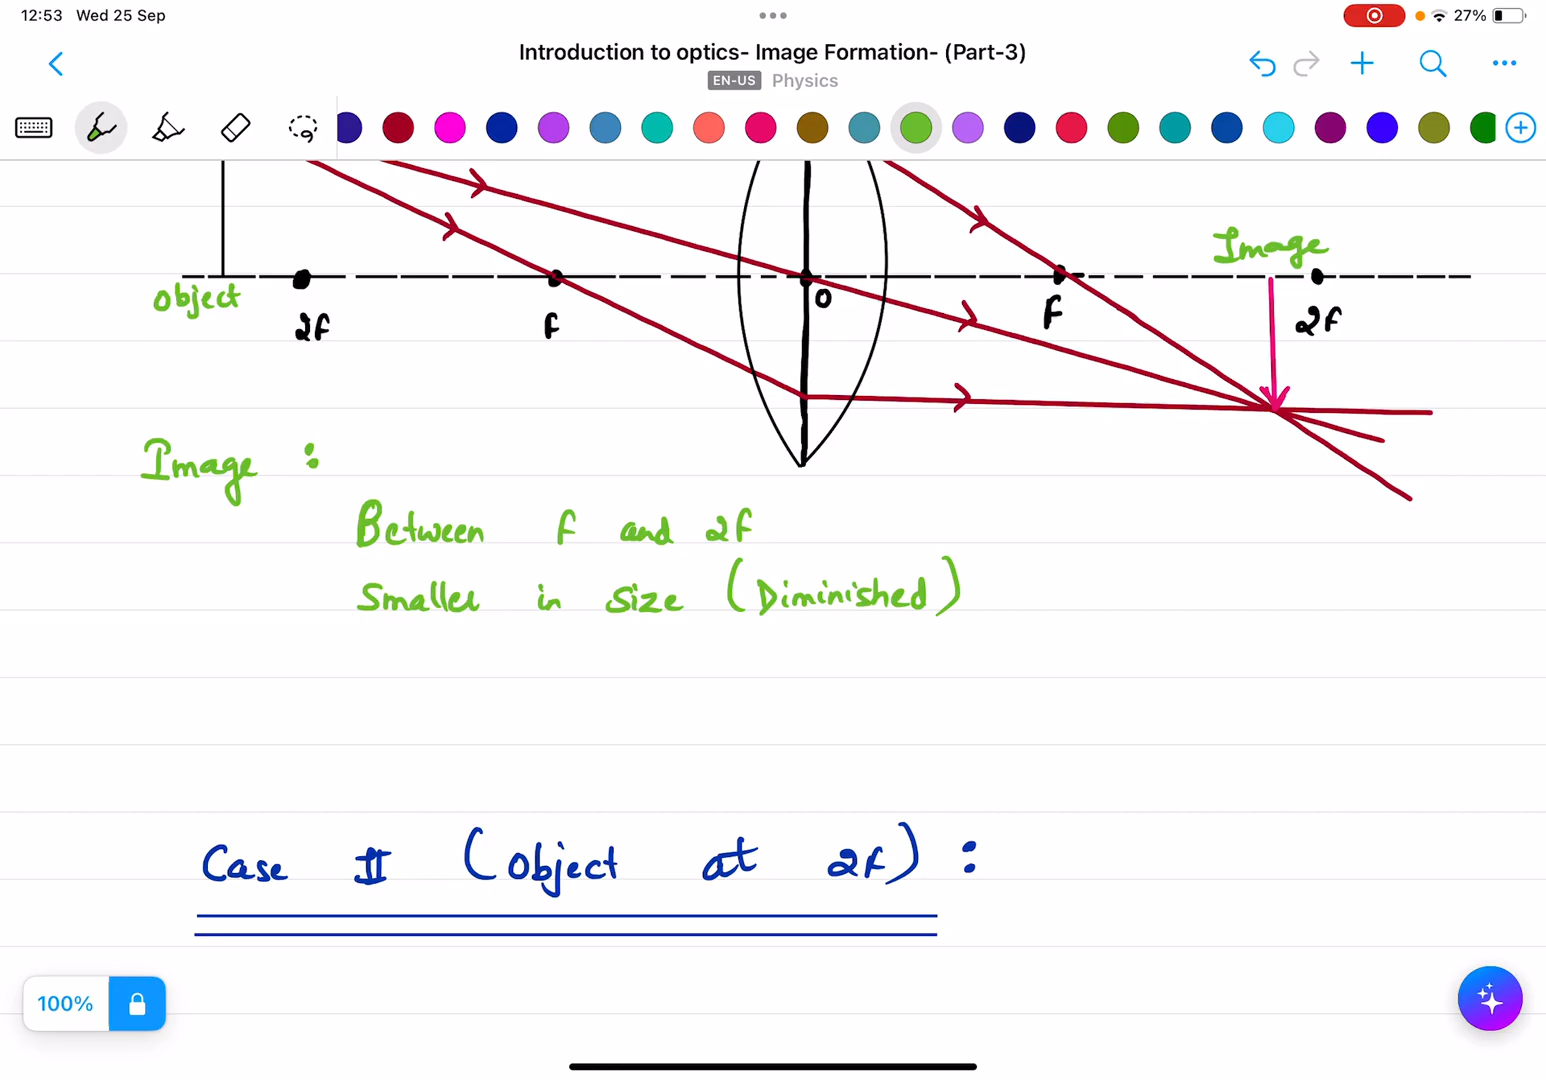 12:53 Wed 25 Sep
27%
Introduction to optics- Image Formation- (Part-3)
EN-US Physics
Image
object
O
2f
f
F
2f
Image :
Between f and 2f
Smaller in size (Diminished)
Case II (object at 2f) :
100%